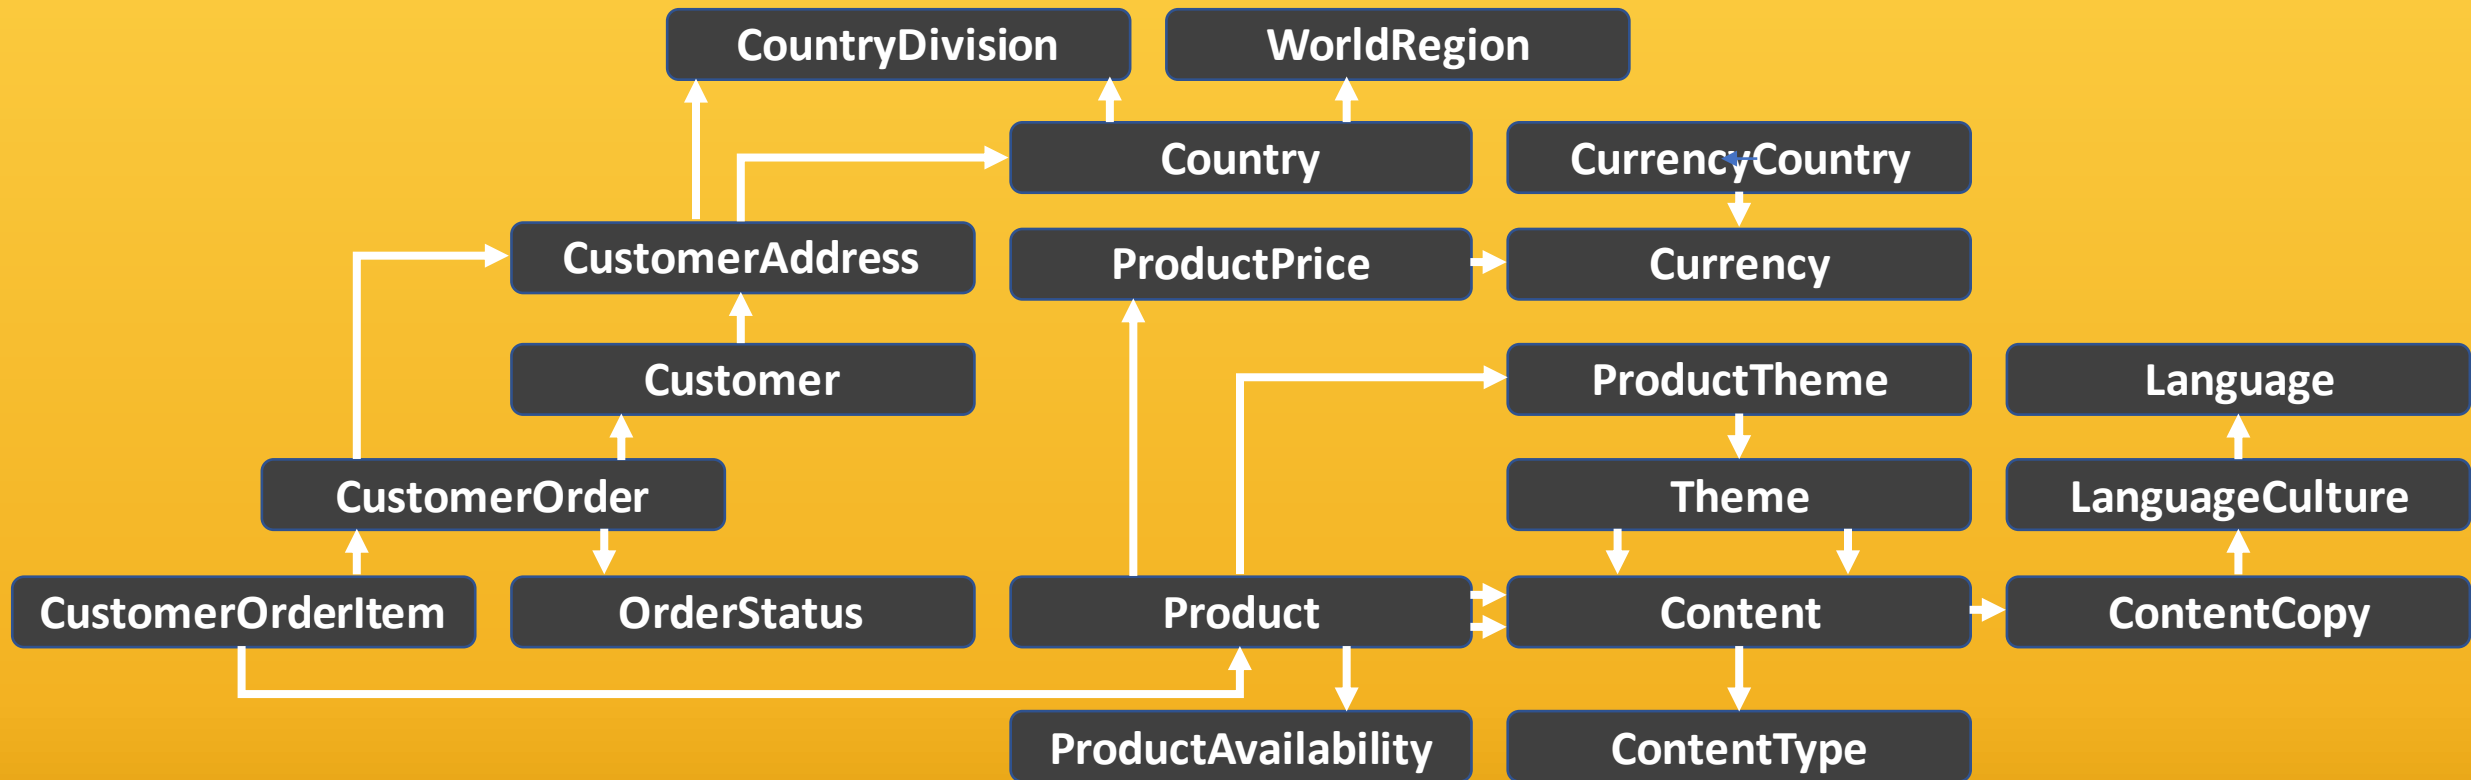 CountryDivision
WorldRegion
Country
CurrencyCountry
CustomerAddress
ProductPrice
Currency
Customer
ProductTheme
Language
CustomerOrder
Theme
LanguageCulture
CustomerOrderItem
OrderStatus
Product
Content
ContentCopy
ProductAvailability
ContentType